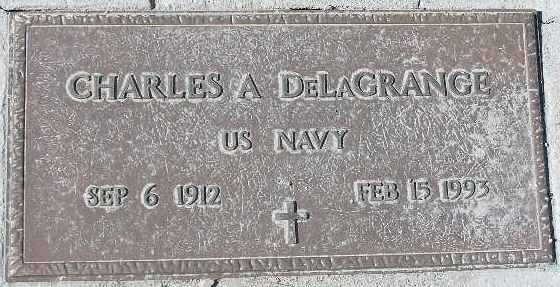 CHARLES A DELAGRANGE
US NAVY
SEP 6 1912 FEB 15 1993